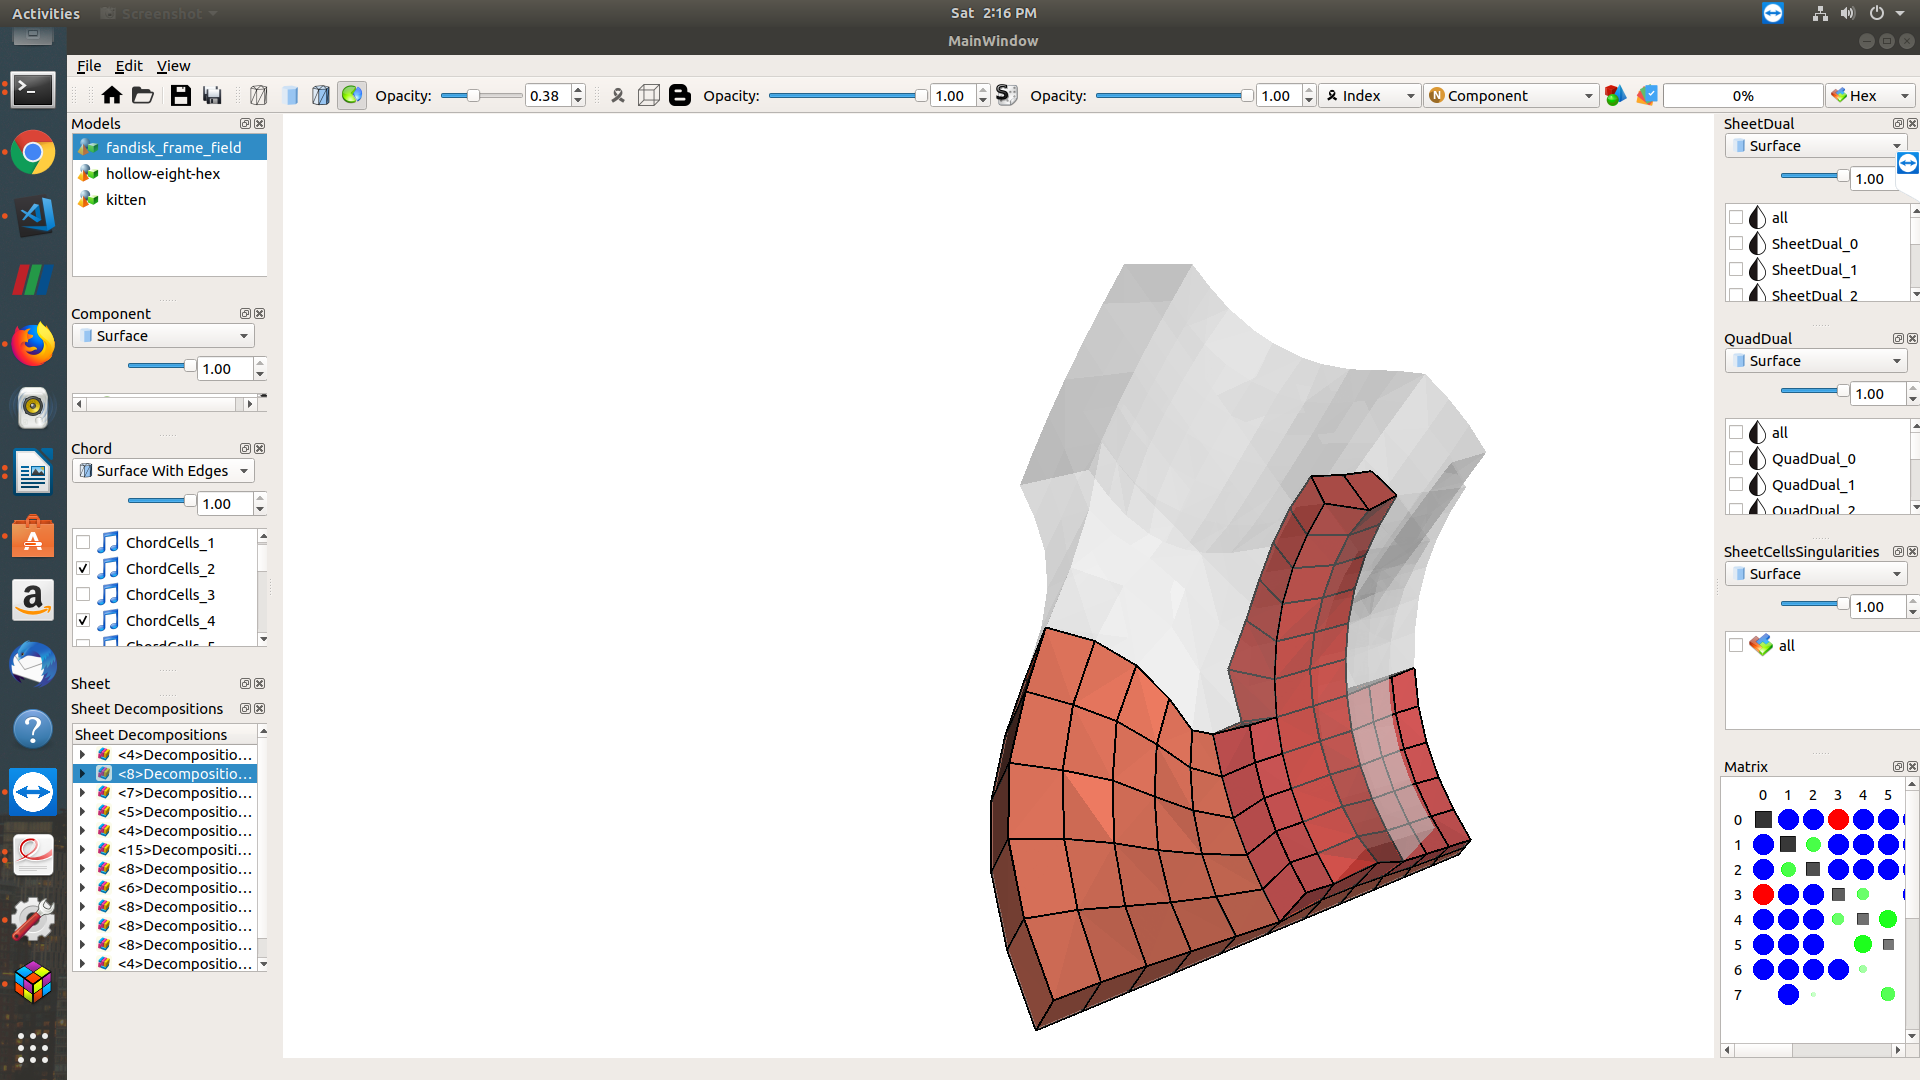 Activities Screenshot Sat 2:16 PM
MainWindow
File Edit View
Opacity: 0.38 Opacity: 1.00 Opacity: 1.00 Index Component 0% Hex
Models
fandisk_frame_field
hollow-eight-hex
kitten
Component
Surface
1.00
Chord
Surface With Edges
1.00
ChordCells_1
ChordCells_2
ChordCells_3
ChordCells_4
ChordCells_5
Sheet
Sheet Decompositions
Sheet Decompositions
<4>Decompositio...
<8>Decompositio...
<7>Decompositio...
<5>Decompositio...
<4>Decompositio...
<15>Decompositi...
<8>Decompositio...
<6>Decompositio...
<8>Decompositio...
<8>Decompositio...
<8>Decompositio...
<4>Decompositio...
SheetDual
Surface
1.00
all
SheetDual_0
SheetDual_1
SheetDual_2
QuadDual
Surface
1.00
all
QuadDual_0
QuadDual_1
QuadDual_2
SheetCellsSingularities
Surface
1.00
all
Matrix
0 1 2 3 4 5
0
1
2
3
4
5
6
7